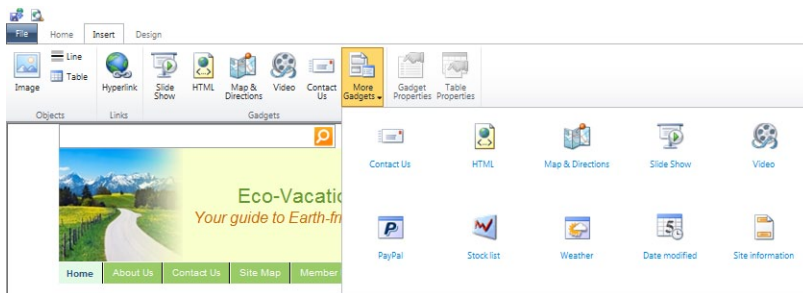 File Home Insert Design
Line
Table
Image
Hyperlink
Slide Show
HTML
Map & Directions
Video
Contact Us
More Gadgets
Gadget Properties
Table Properties
Objects Links Gadgets
Contact Us HTML Map & Directions Slide Show Video
Eco-Vacatio
Your guide to Earth-fri
PayPal Stock list Weather Date modified Site information
Home About Us Contact Us Site Map Member